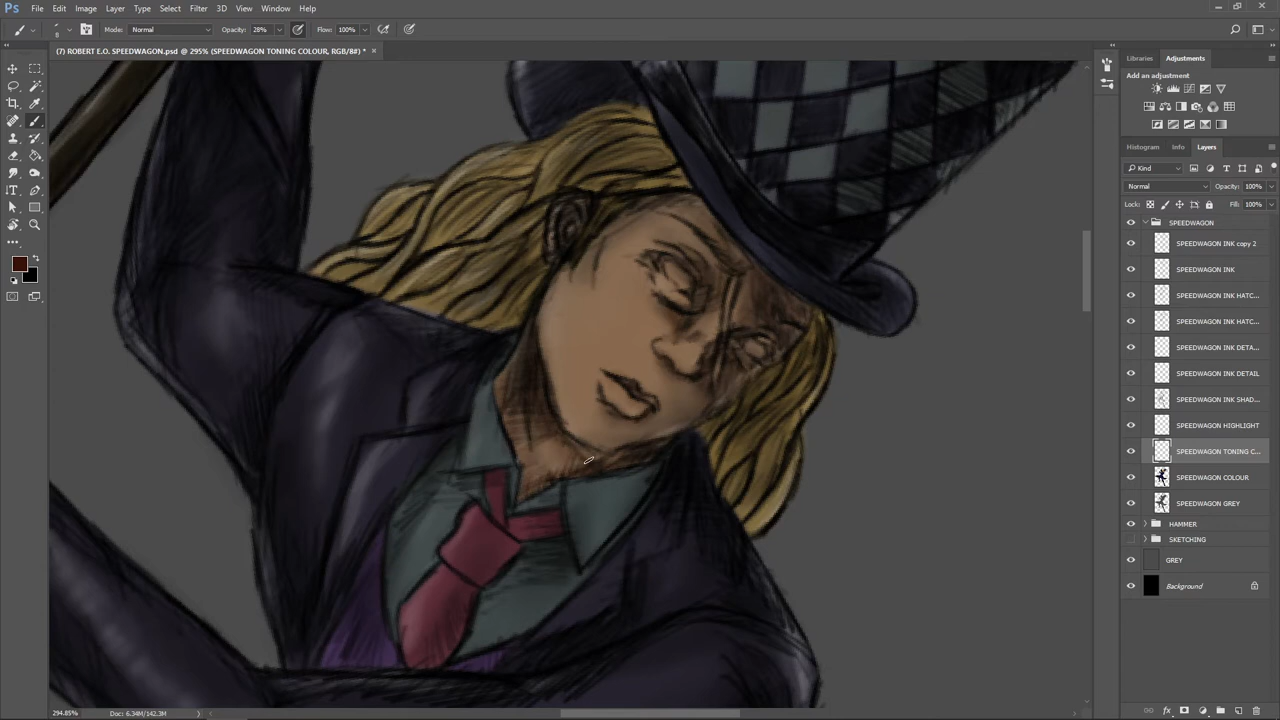 Ps File Edit Image Layer Type Select Filter 3D View Window Help
8 Mode: Normal Opacity: 28% Flow: 100%
(7) ROBERT E.O. SPEEDWAGON.psd @ 295% (SPEEDWAGON TONING COLOUR, RGB/8#) * ×
Libraries Adjustments
Add an adjustment
Histogram Info Layers
Kind
Normal Opacity: 100%
Lock: Fill: 100%
SPEEDWAGON
SPEEDWAGON INK copy 2
SPEEDWAGON INK
SPEEDWAGON INK HATC...
SPEEDWAGON INK HATC...
SPEEDWAGON INK DETA...
SPEEDWAGON INK DETAIL
SPEEDWAGON INK SHAD...
SPEEDWAGON HIGHLIGHT
SPEEDWAGON TONING C...
SPEEDWAGON COLOUR
SPEEDWAGON GREY
HAMMER
SKETCHING
GREY
Background
294.85% Doc: 6.34M/142.3M